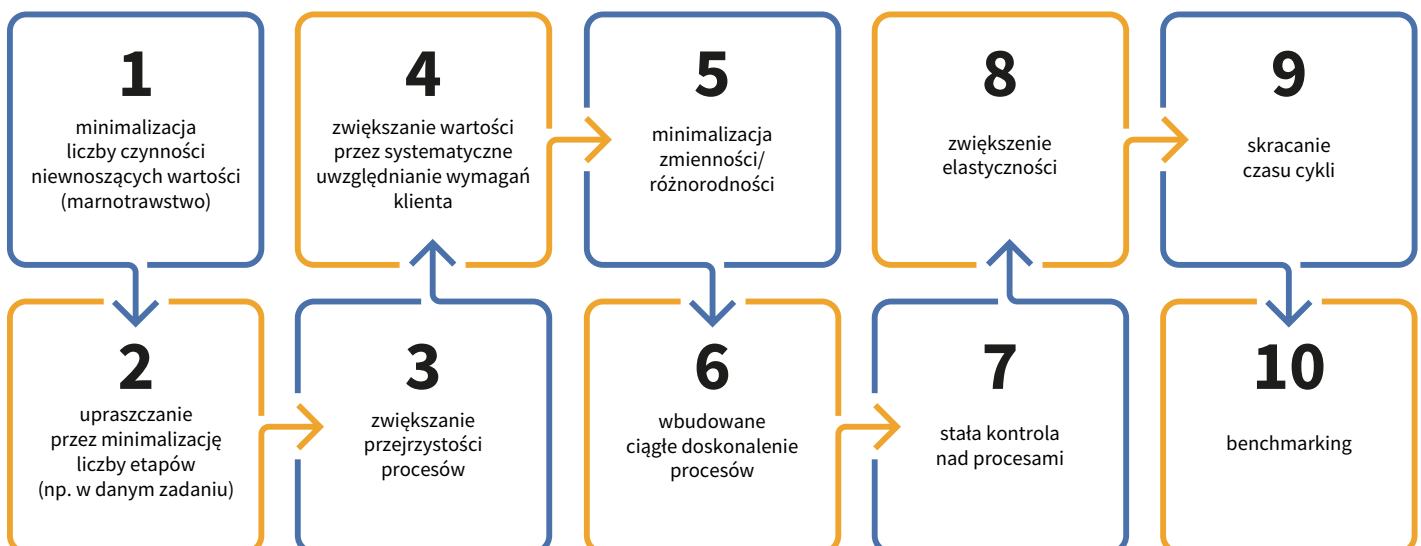 1
minimalizacja
liczby czynności
niewnoszących wartości
(marnotrawstwo)
2
upraszczanie
przez minimalizację
liczby etapów
(np. w danym zadaniu)
3
zwiększanie
przejrzystości
procesów
4
zwiększanie wartości
przez systematyczne
uwzględnianie wymagań
klienta
5
minimalizacja
zmienności/
różnorodności
6
wbudowane
ciągłe doskonalenie
procesów
7
stała kontrola
nad procesami
8
zwiększenie
elastyczności
9
skracanie
czasu cykli
10
benchmarking